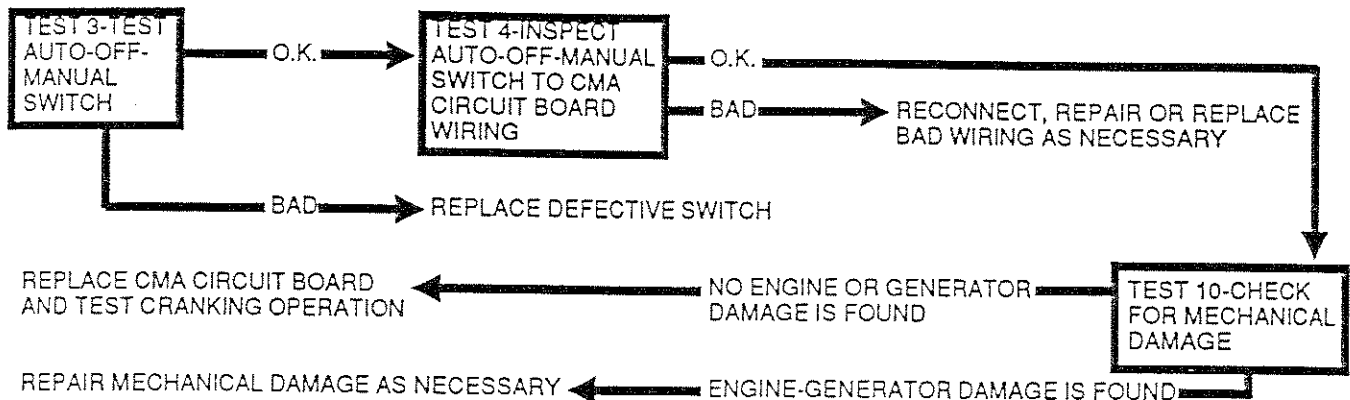 TEST 3-TEST
AUTO-OFF-
MANUAL
SWITCH
O.K.
TEST 4-INSPECT
AUTO-OFF-MANUAL
SWITCH TO CMA
CIRCUIT BOARD
WIRING
O.K.
BAD
RECONNECT, REPAIR OR REPLACE
BAD WIRING AS NECESSARY
BAD
REPLACE DEFECTIVE SWITCH
REPLACE CMA CIRCUIT BOARD
AND TEST CRANKING OPERATION
NO ENGINE OR GENERATOR
DAMAGE IS FOUND
TEST 10-CHECK
FOR MECHANICAL
DAMAGE
REPAIR MECHANICAL DAMAGE AS NECESSARY
ENGINE-GENERATOR DAMAGE IS FOUND